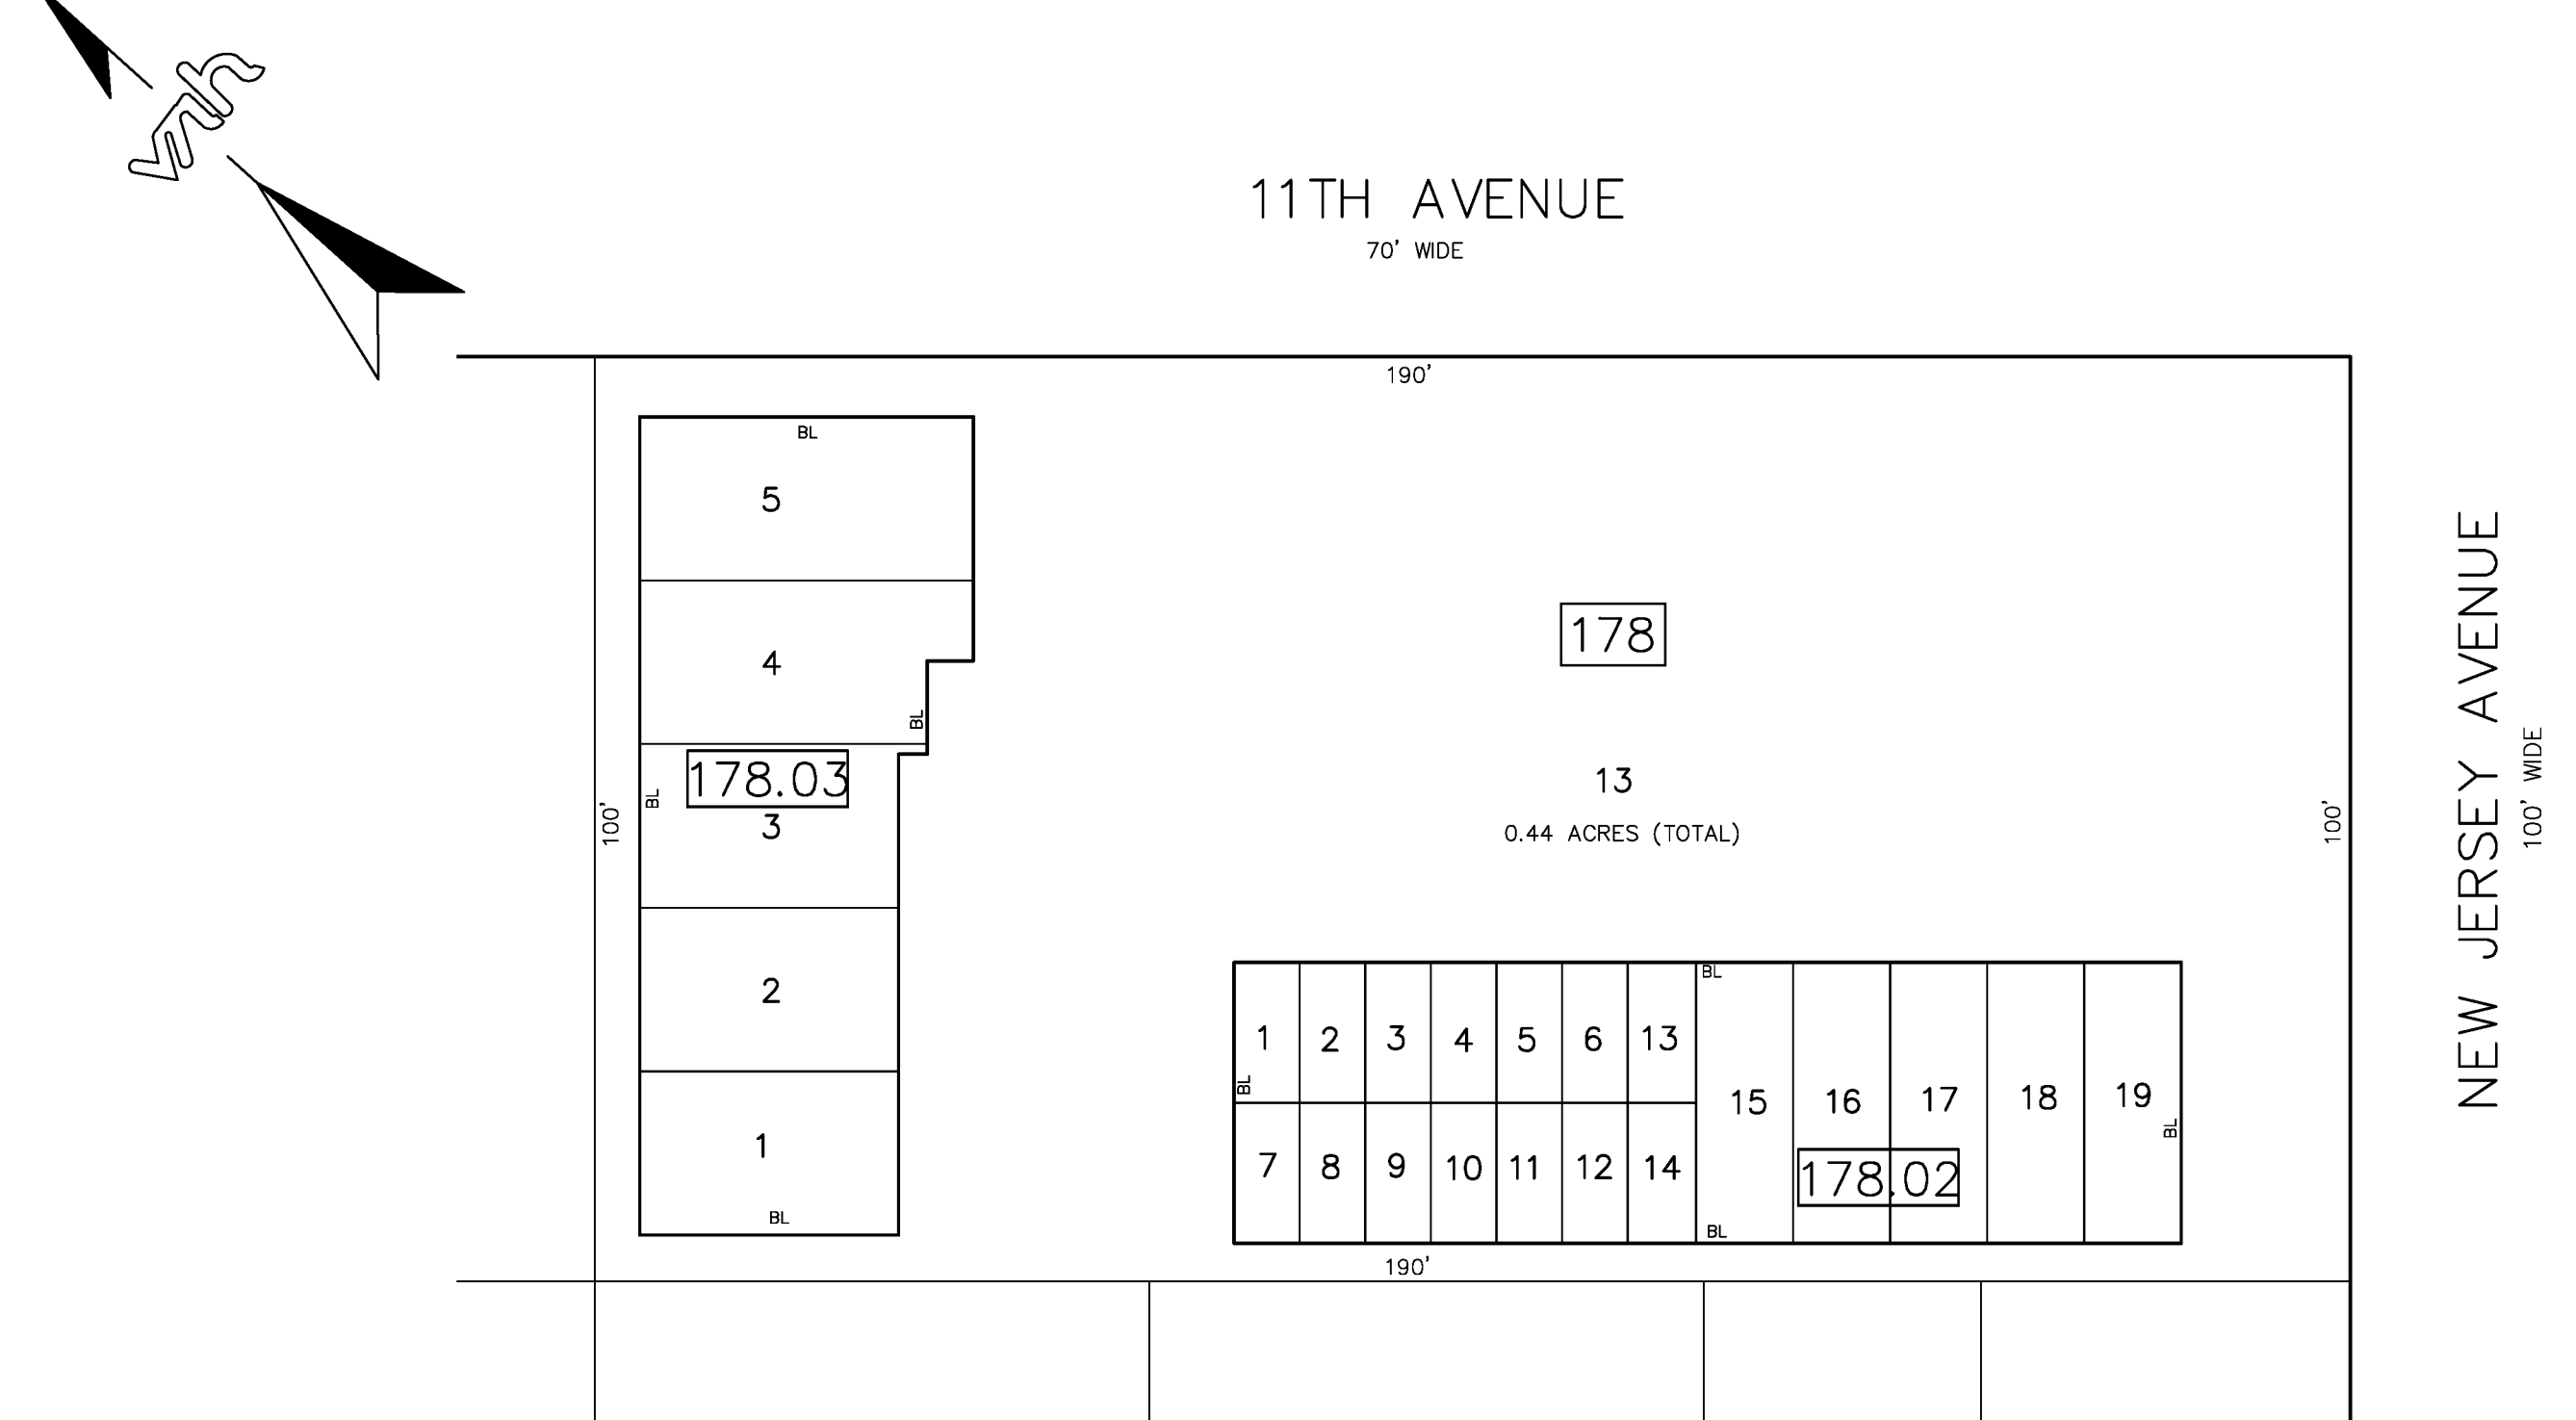 vmh
11TH AVENUE
70' WIDE
190'
BL
5
178
4
BL
178.03
BL
3
100'
13
0.44 ACRES (TOTAL)
100'
NEW JERSEY AVENUE
100' WIDE
2
1
BL
BL
1 2 3 4 5 6 13
BL
7 8 9 10 11 12 14
15 16 17 18 19
BL
178.02
BL
190'